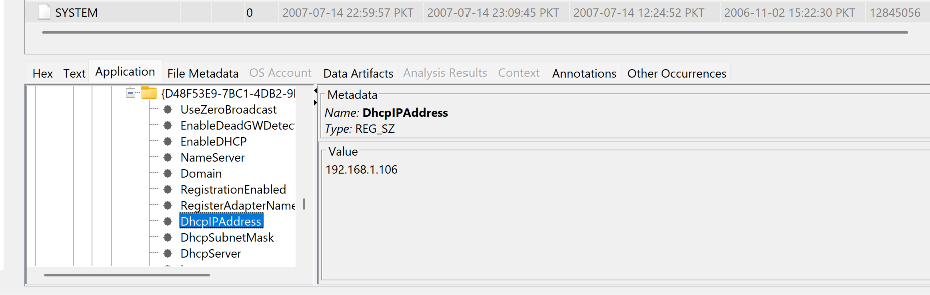 SYSTEM 0 2007-07-14 22:59:57 PKT 2007-07-14 23:09:45 PKT 2007-07-14 12:24:52 PKT 2006-11-02 15:22:30 PKT 12845056
Hex Text Application File Metadata OS Account Data Artifacts Analysis Results Context Annotations Other Occurrences
{D48F53E9-7BC1-4DB2-9
UseZeroBroadcast
EnableDeadGWDetec
EnableDHCP
NameServer
Domain
RegistrationEnabled
RegisterAdapterName
DhcpIPAddress
DhcpSubnetMask
DhcpServer
Metadata
Name: DhcpIPAddress
Type: REG_SZ
Value
192.168.1.106